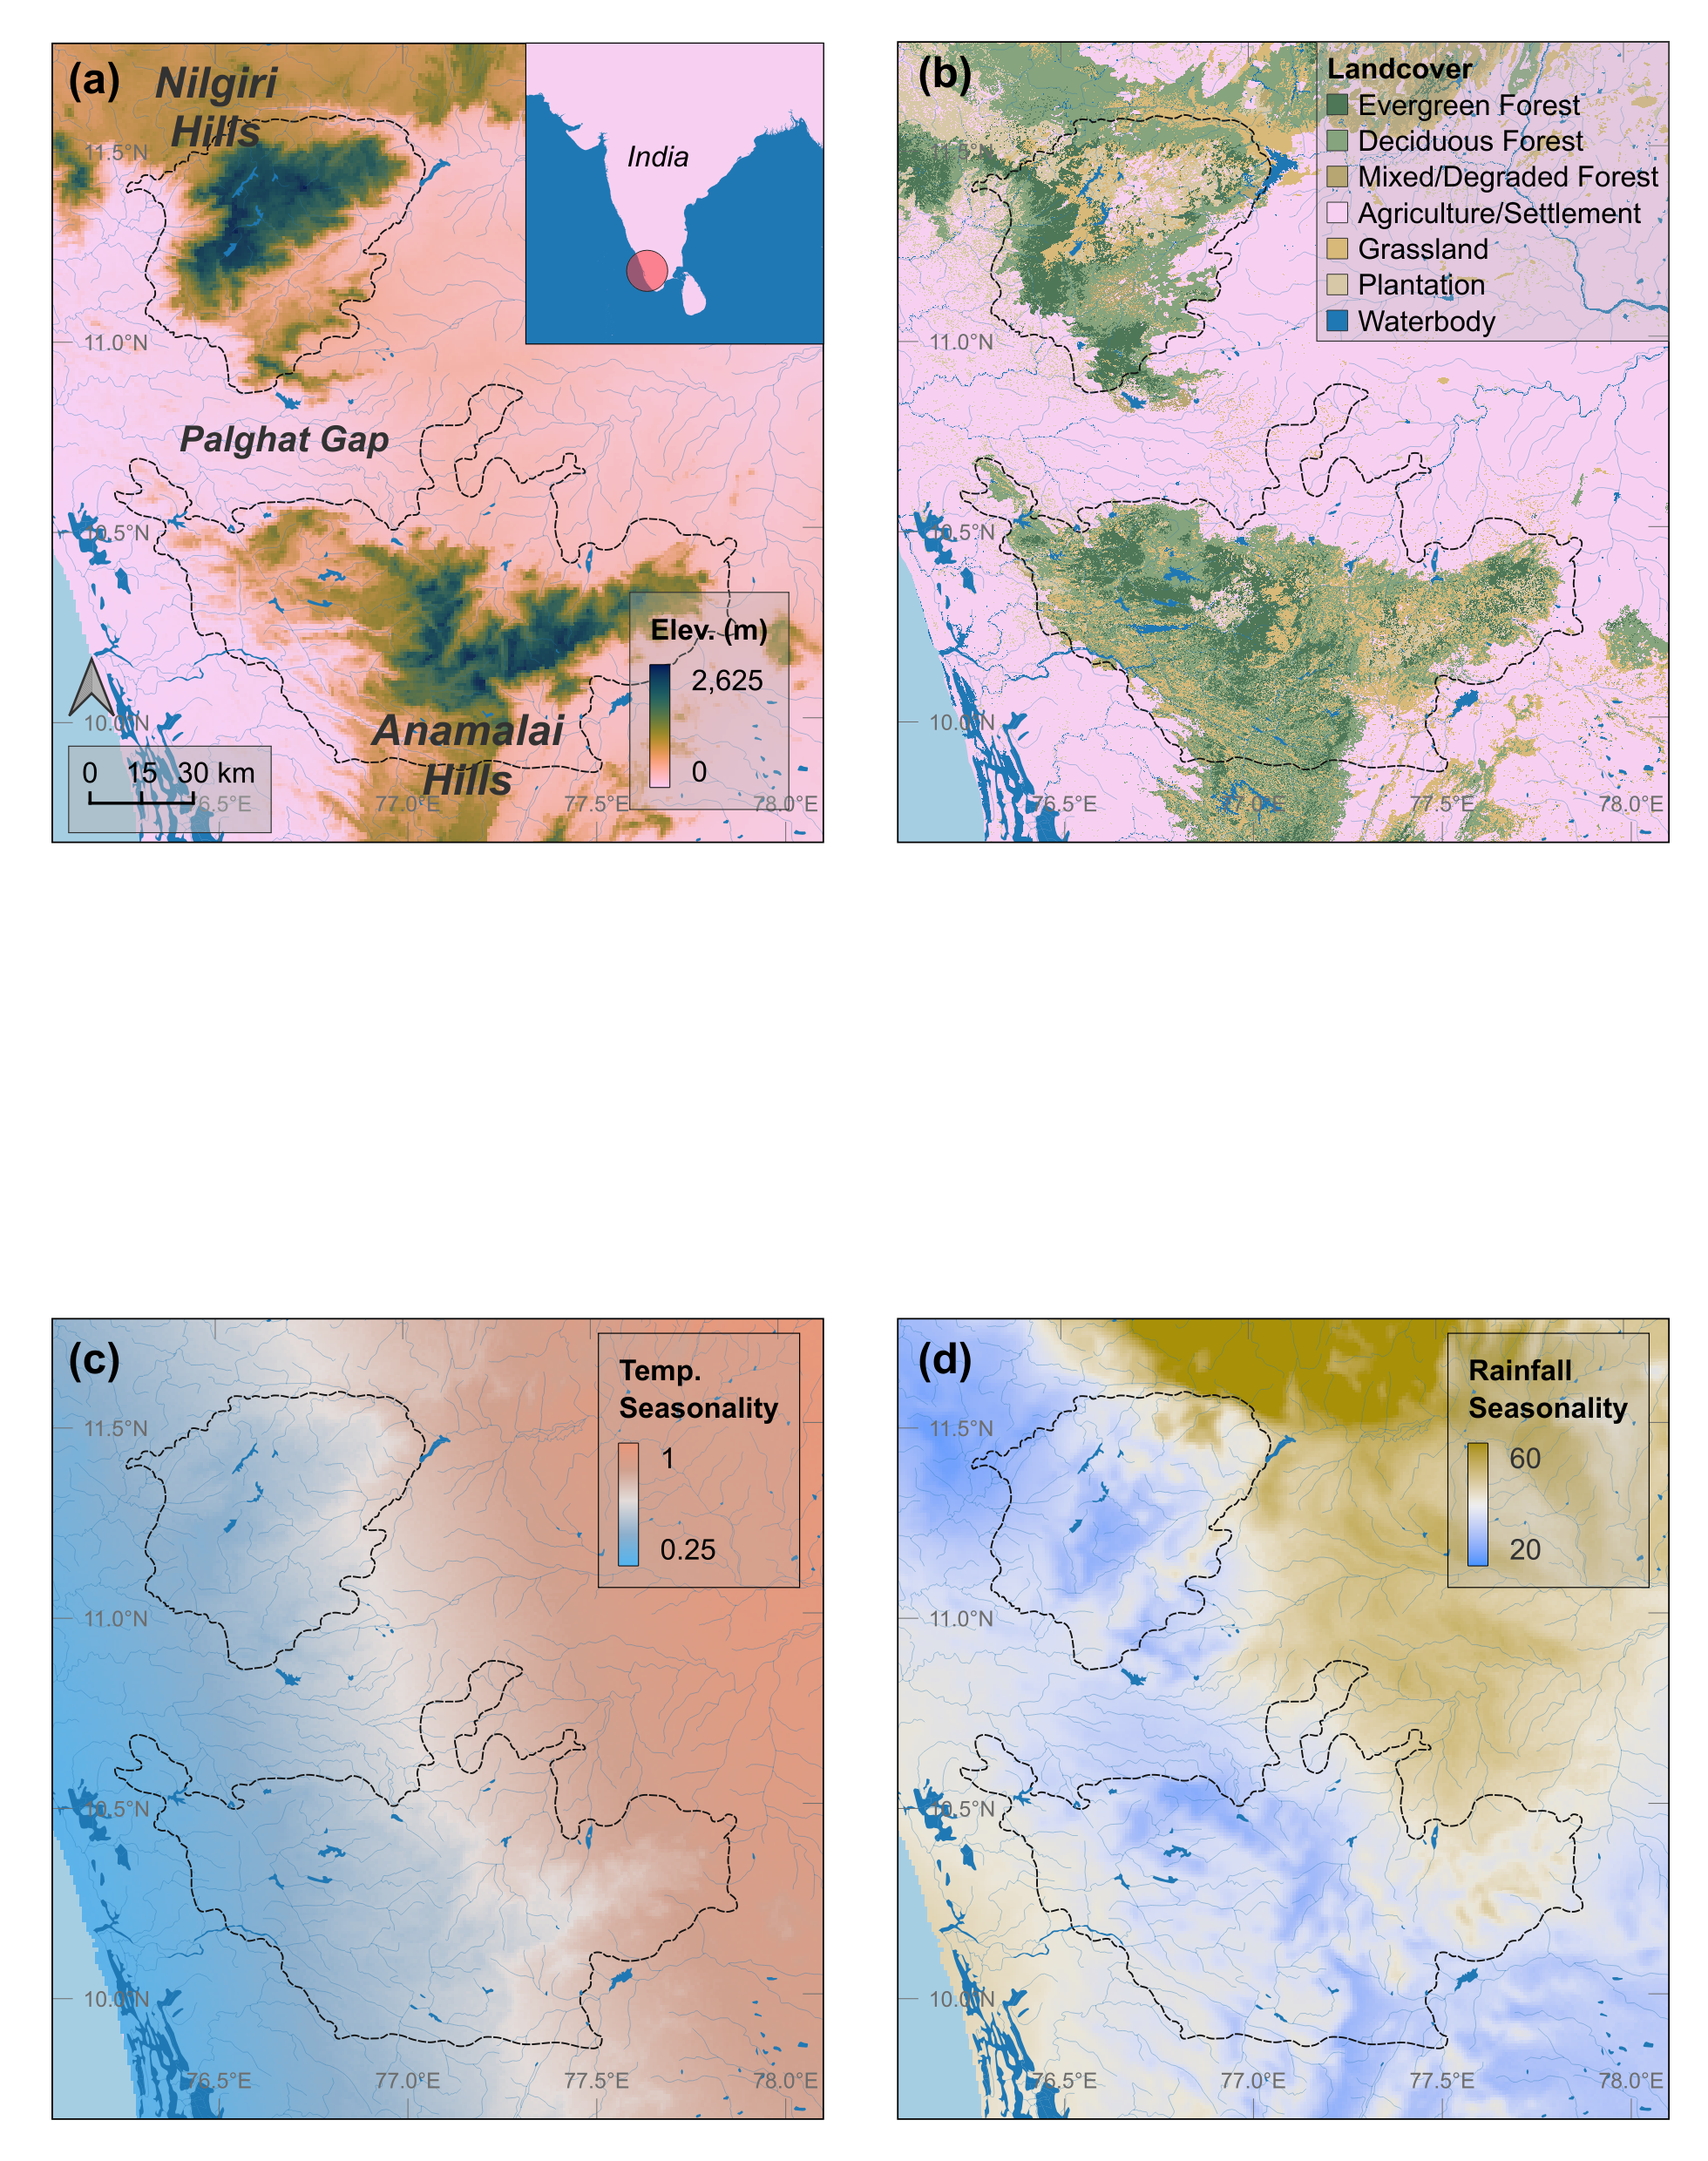 (a)
Nilgiri
Hills
India
11.5°N
11.0°N
Palghat Gap
10.5°N
Elev. (m)
2,625
0
10.0°N
Anamalai
Hills
0 15 30 km
76.5°E 77.0°E 77.5°E 78.0°E
(b)
Landcover
Evergreen Forest
Deciduous Forest
Mixed/Degraded Forest
Agriculture/Settlement
Grassland
Plantation
Waterbody
11.5°N
11.0°N
10.5°N
10.0°N
76.5°E 77.0°E 77.5°E 78.0°E
(c)
Temp.
Seasonality
1
0.25
11.5°N
11.0°N
10.5°N
10.0°N
76.5°E 77.0°E 77.5°E 78.0°E
(d)
Rainfall
Seasonality
60
20
11.5°N
11.0°N
10.5°N
10.0°N
76.5°E 77.0°E 77.5°E 78.0°E